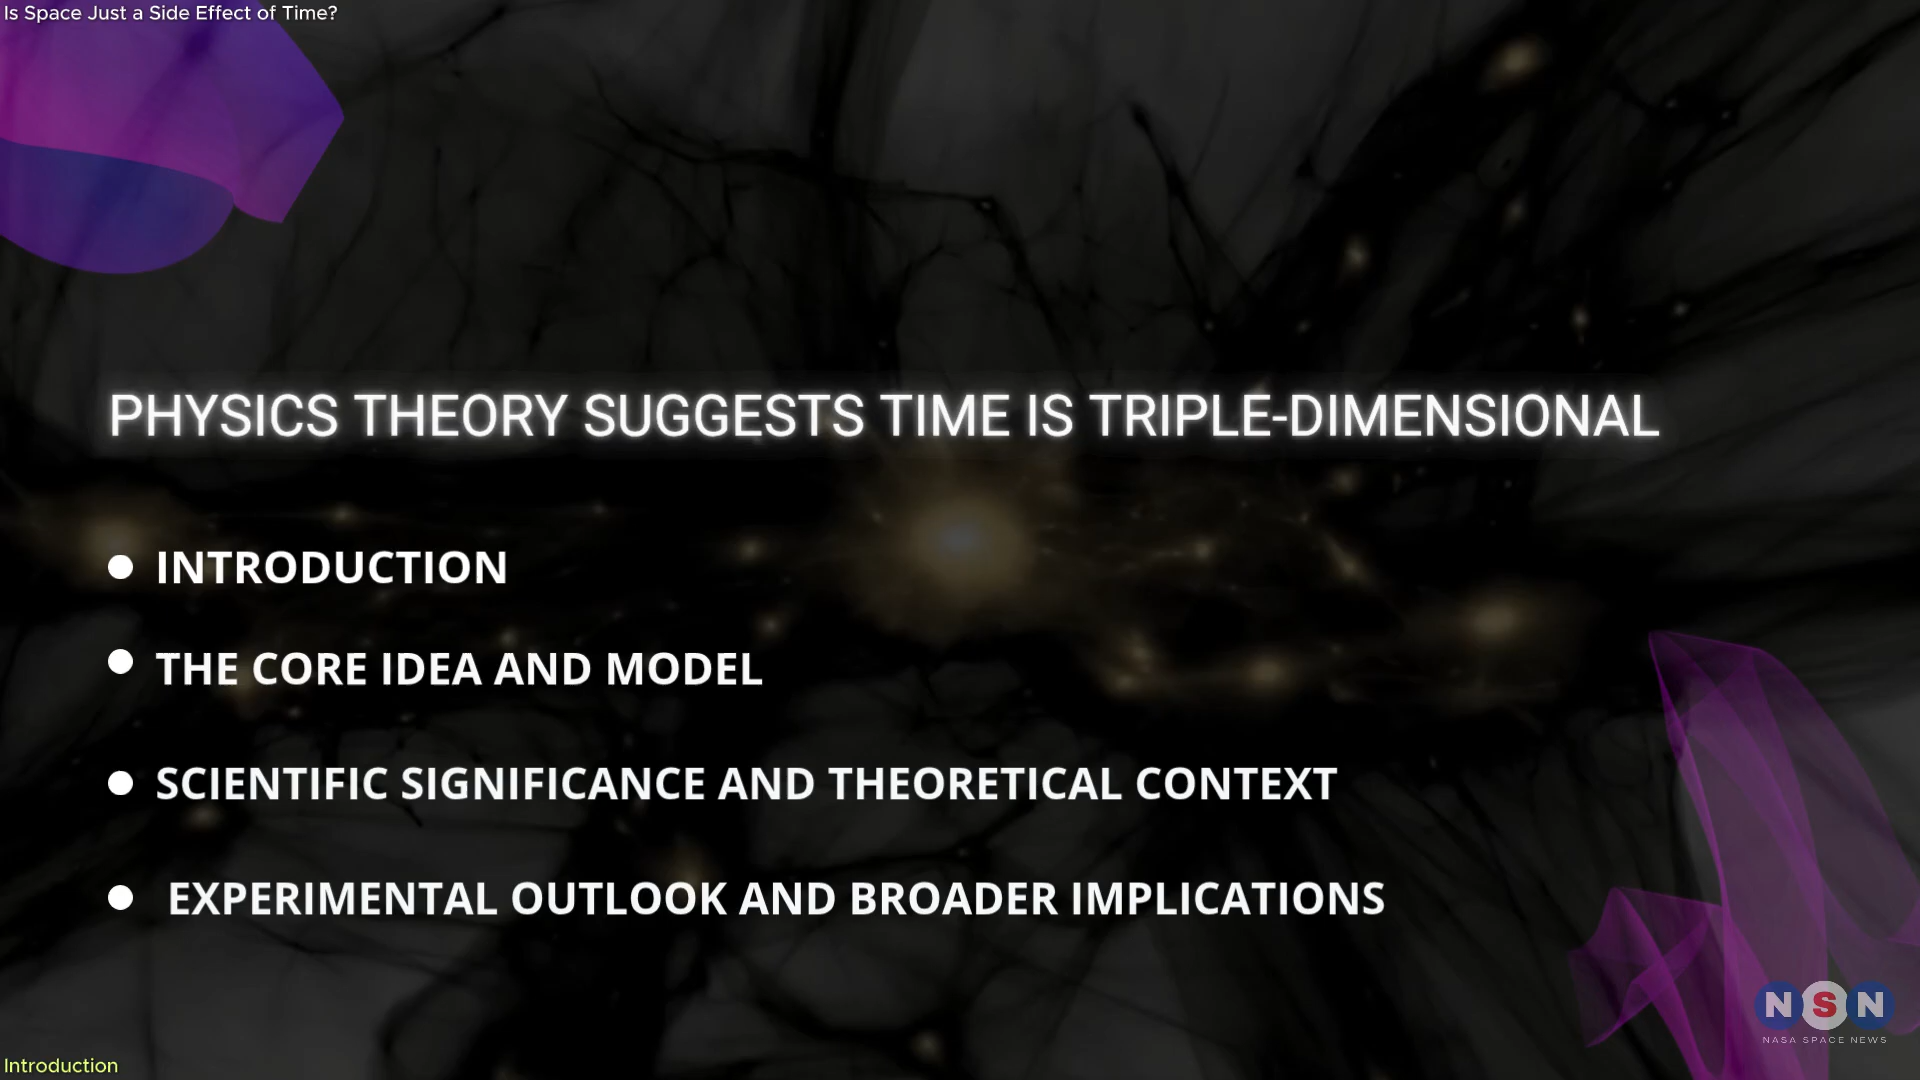 Is Space Just a Side Effect of Time?
PHYSICS THEORY SUGGESTS TIME IS TRIPLE-DIMENSIONAL
INTRODUCTION
THE CORE IDEA AND MODEL
SCIENTIFIC SIGNIFICANCE AND THEORETICAL CONTEXT
EXPERIMENTAL OUTLOOK AND BROADER IMPLICATIONS
NSN
NASA SPACE NEWS
Introduction